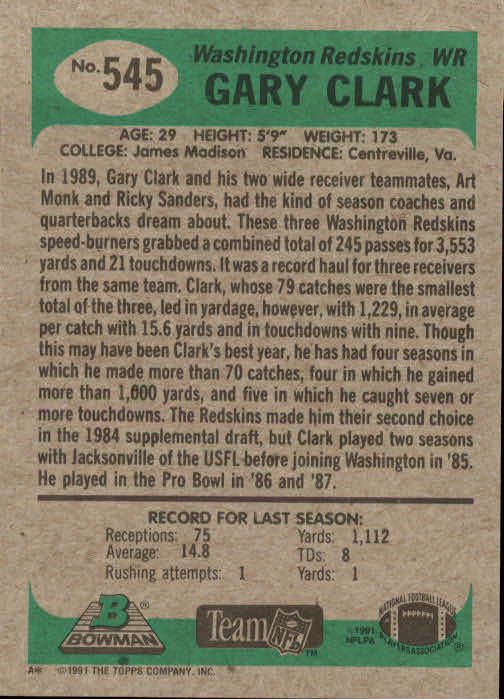 No. 545
Washington Redskins, WR
GARY CLARK
AGE: 29 HEIGHT: 5'9" WEIGHT: 173
COLLEGE: James Madison RESIDENCE: Centreville, Va.
In 1989, Gary Clark and his two wide receiver teammates, Art
Monk and Ricky Sanders, had the kind of season coaches and
quarterbacks dream about. These three Washington Redskins
speed-burners grabbed a combined total of 245 passes for 3,553
yards and 21 touchdowns. It was a record haul for three receivers
from the same team. Clark, whose 79 catches were the smallest
total of the three, led in yardage, however, with 1,229, in average
per catch with 15.6 yards and in touchdowns with nine. Though
this may have been Clark's best year, he has had four seasons in
which he made more than 70 catches, four in which he gained
more than 1,000 yards, and five in which he caught seven or
more touchdowns. The Redskins made him their second choice
in the 1984 supplemental draft, but Clark played two seasons
with Jacksonville of the USFL before joining Washington in '85.
He played in the Pro Bowl in '86 and '87.
RECORD FOR LAST SEASON:
Receptions: 75 Yards: 1,112
Average: 14.8 TDs: 8
Rushing attempts: 1 Yards: 1
B®
BOWMAN
Team NFL™
©1991
NFLPA
NATIONAL FOOTBALL LEAGUE
PLAYERS ASSOCIATION®
A* ©1991 THE TOPPS COMPANY, INC.